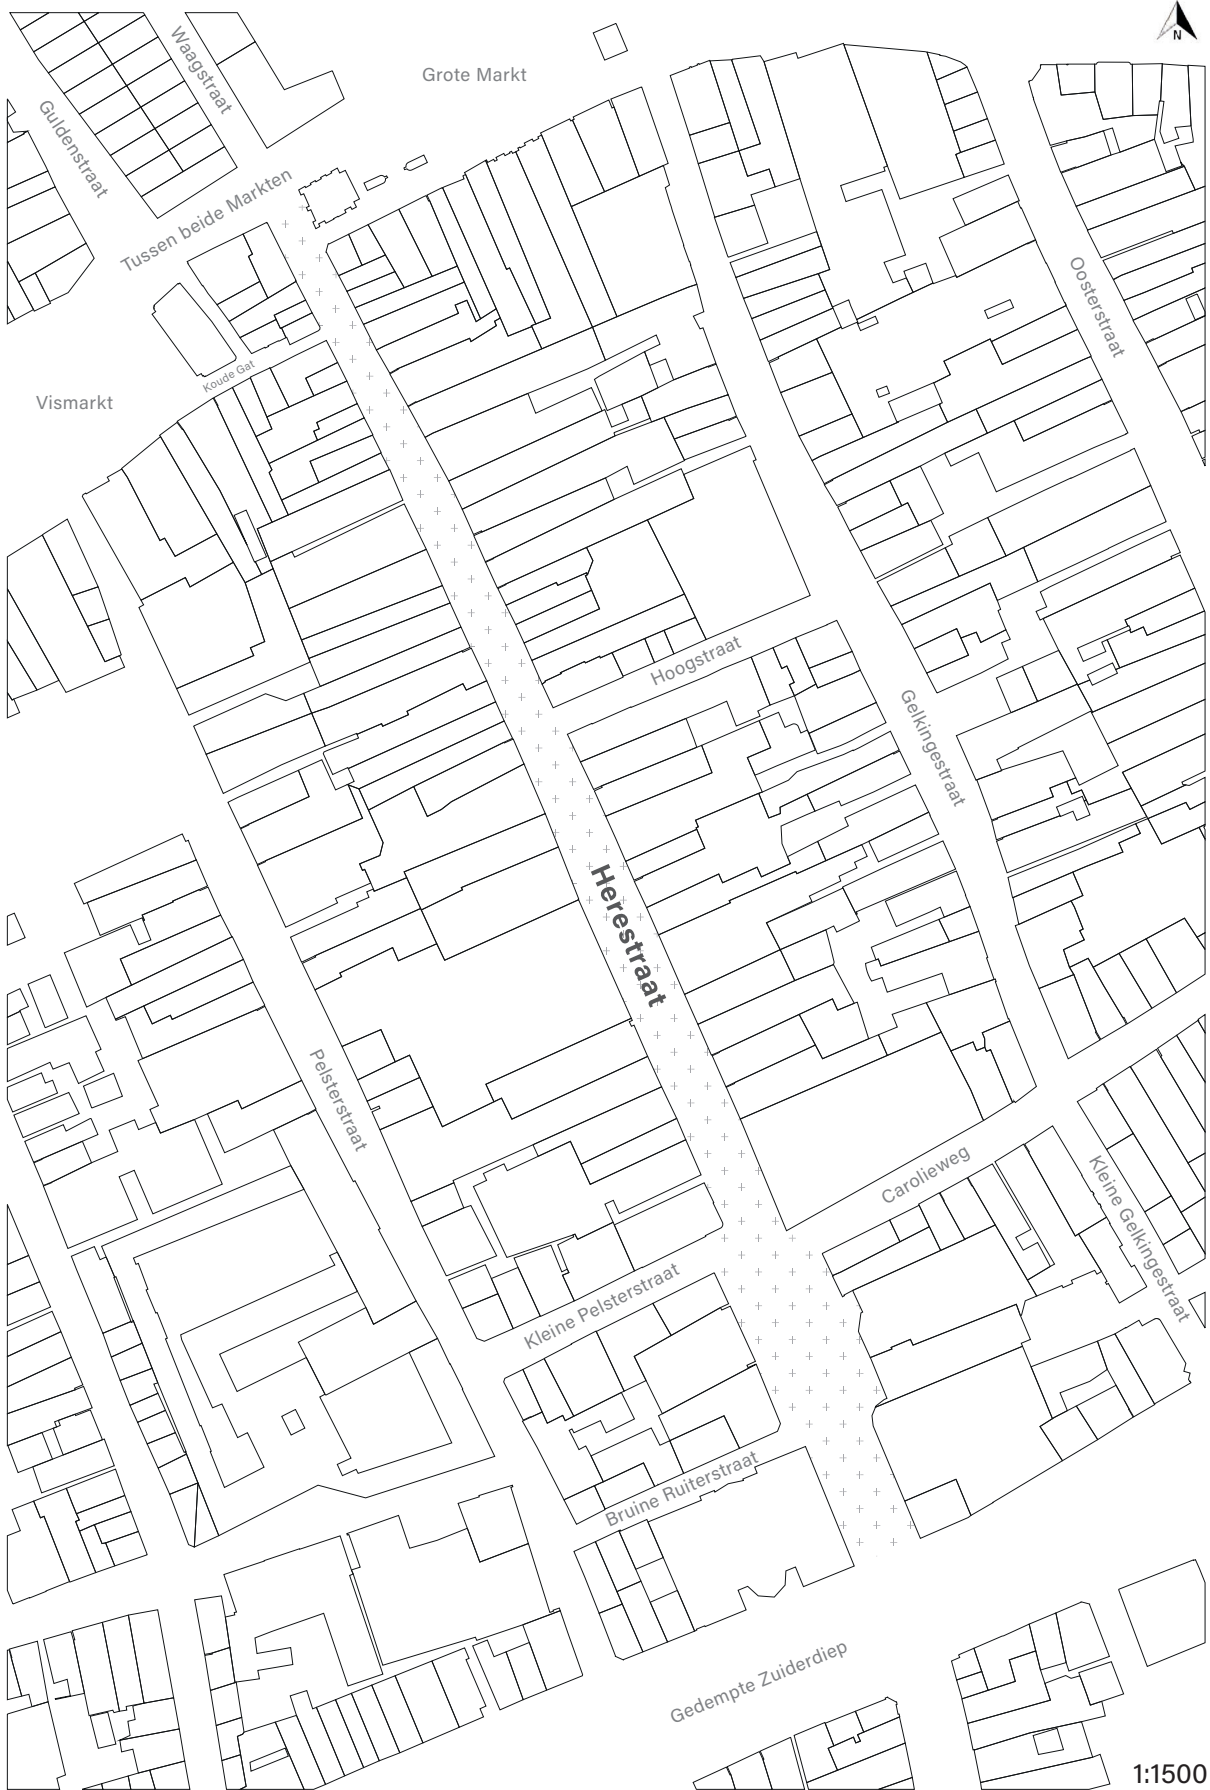 N
Grote Markt
Waagstraat
Guldenstraat
Tussen beide Markten
Oosterstraat
Koude Gat
Vismarkt
Hoogstraat
Gelkingestraat
Herestraat
Pelsterstraat
Carolieweg
Kleine Gelkingestraat
Kleine Pelsterstraat
Bruine Ruiterstraat
Gedempte Zuiderdiep
1:1500